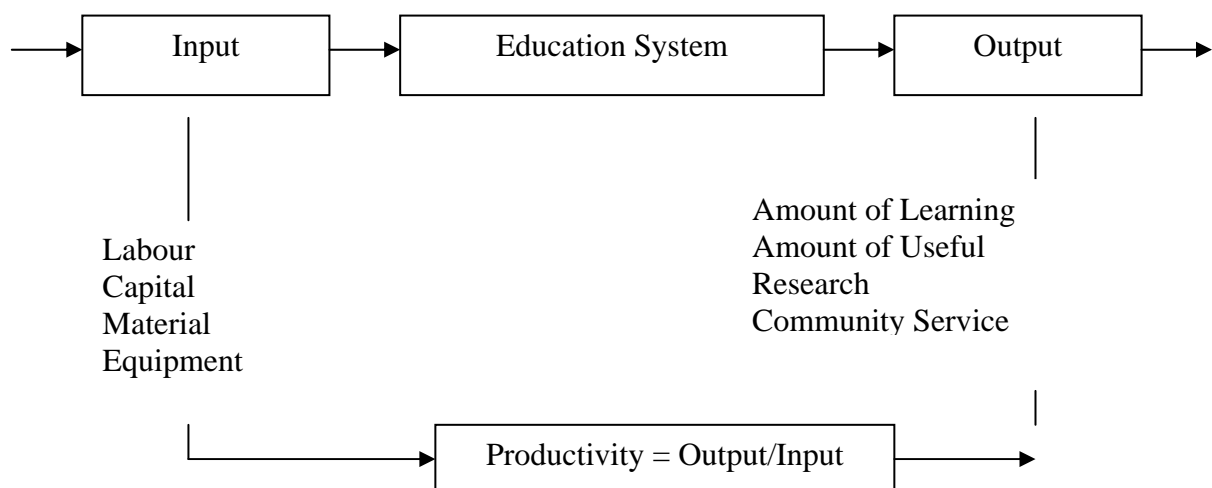 Input
Education System
Output
Amount of Learning
Amount of Useful
Research
Community Service
Labour
Capital
Material
Equipment
Productivity = Output/Input